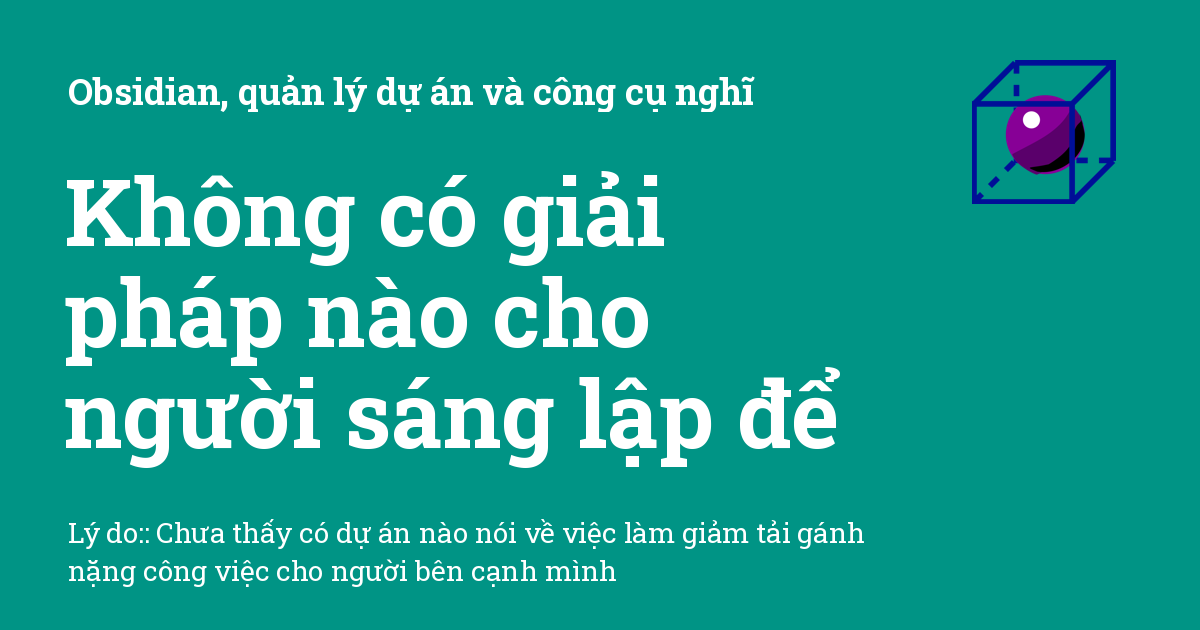 Obsidian, quản lý dự án và công cụ nghĩ
Không có giải
pháp nào cho
người sáng lập để
Lý do:: Chưa thấy có dự án nào nói về việc làm giảm tải gánh
nặng công việc cho người bên cạnh mình